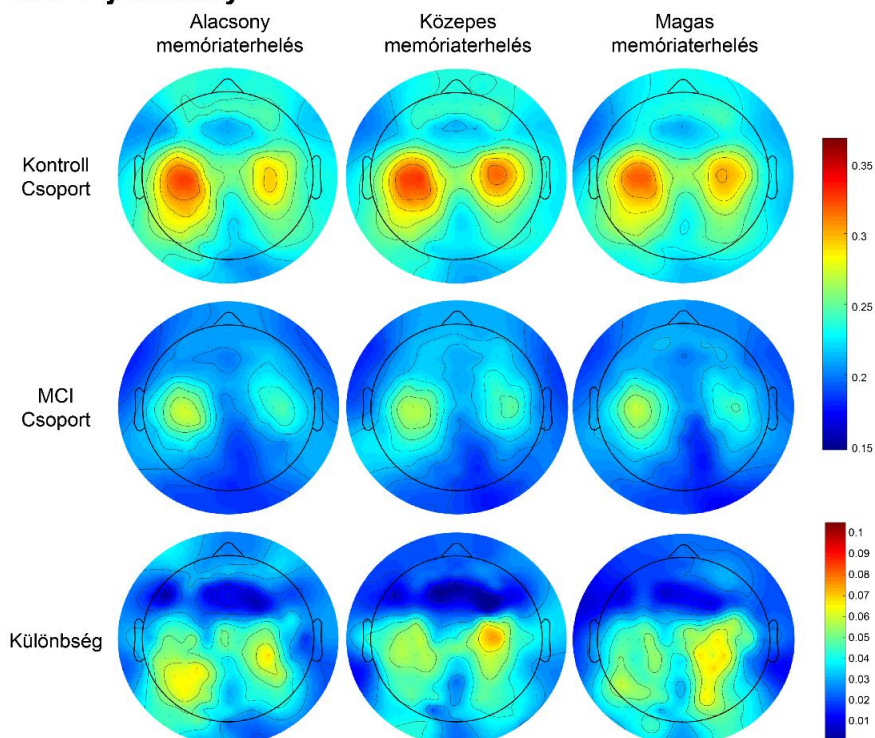 Alacsony
memóriaterhelés
Közepes
memóriaterhelés
Magas
memóriaterhelés
Kontroll
Csoport
0.35
0.3
0.25
0.2
0.15
MCI
Csoport
Különbség
0.1
0.09
0.08
0.07
0.06
0.05
0.04
0.03
0.02
0.01